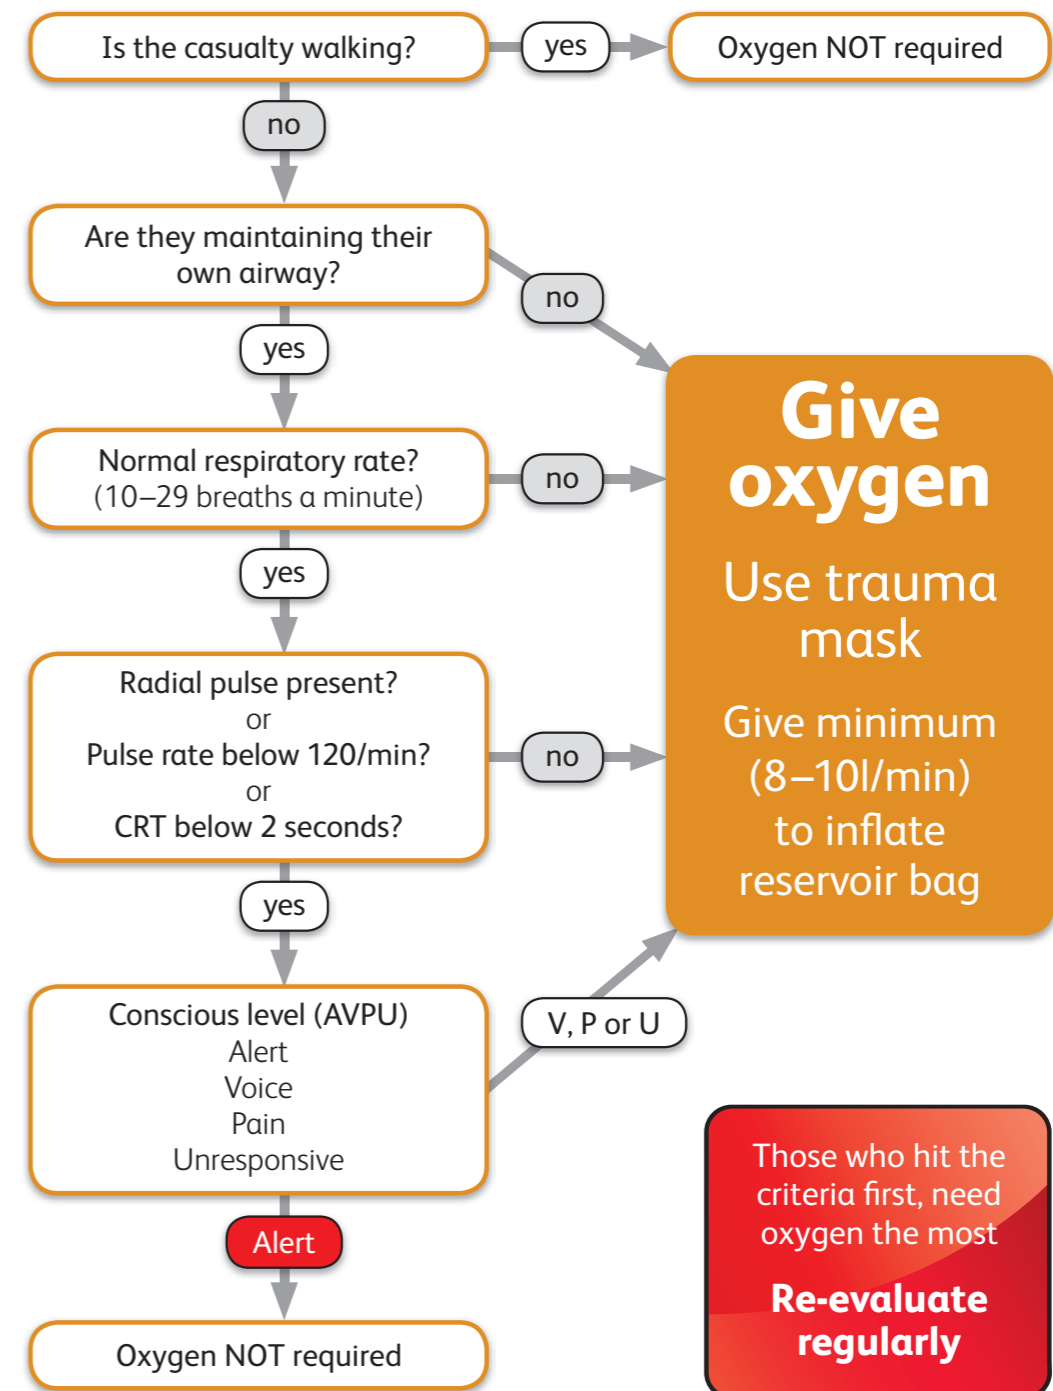 Is the casualty walking?
yes
Oxygen NOT required
no
Are they maintaining their
own airway?
no
yes
Normal respiratory rate?
(10–29 breaths a minute)
no
yes
Radial pulse present?
or
Pulse rate below 120/min?
or
CRT below 2 seconds?
no
yes
Conscious level (AVPU)
Alert
Voice
Pain
Unresponsive
V, P or U
Alert
Oxygen NOT required
Give
oxygen
Use trauma
mask
Give minimum
(8–10l/min)
to inflate
reservoir bag
Those who hit the
criteria first, need
oxygen the most
Re-evaluate
regularly